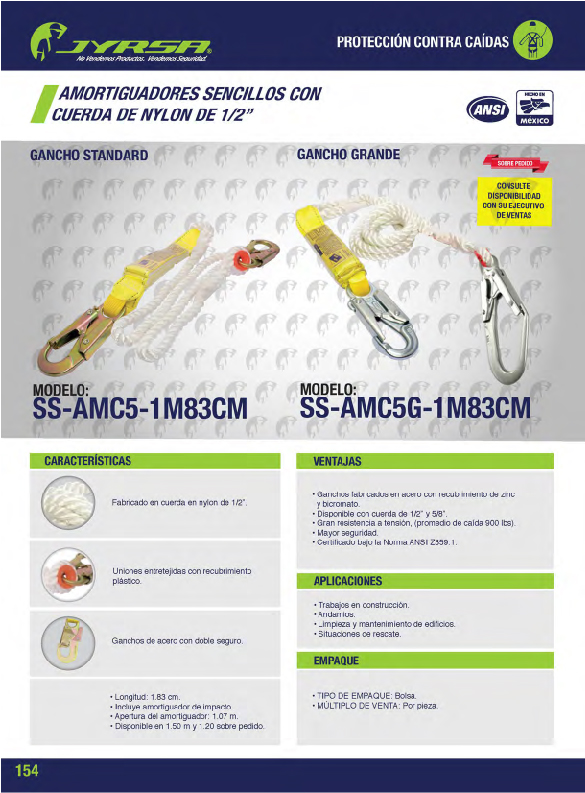 JYRSA®
No Vendemos Productos. Vendemos Seguridad.
PROTECCIÓN CONTRA CAÍDAS
AMORTIGUADORES SENCILLOS CON
CUERDA DE NYLON DE 1/2”
ANSI
HECHO EN
MéXICO
GANCHO STANDARD
GANCHO GRANDE
SOBRE PEDIDO
CONSULTE
DISPONIBILIDAD
CON SU EJECUTIVO
DE VENTAS
MODELO:
SS-AMC5-1M83CM
MODELO:
SS-AMC5G-1M83CM
CARACTERÍSTICAS
Fabricado en cuerda en nylon de 1/2”.
Uniones entretejidas con recubrimiento
plástico.
Ganchos de acero con doble seguro.
• Longitud: 1.83 cm.
• Incluye amortiguador de impacto.
• Apertura del amortiguador: 1.07 m.
• Disponible en 1.50 m y 1.20 sobre pedido.
VENTAJAS
• Ganchos fabricados en acero con recubrimiento de zinc
y bicromato.
• Disponible con cuerda de 1/2” y 5/8”.
• Gran resistencia a tensión, (promedio de caída 900 lbs).
• Mayor seguridad.
• Certificado bajo la Norma ANSI Z359.1.
APLICACIONES
• Trabajos en construcción.
• Andamios.
• Limpieza y mantenimiento de edificios.
• Situaciones de rescate.
EMPAQUE
• TIPO DE EMPAQUE: Bolsa.
• MÚLTIPLO DE VENTA: Por pieza.
154